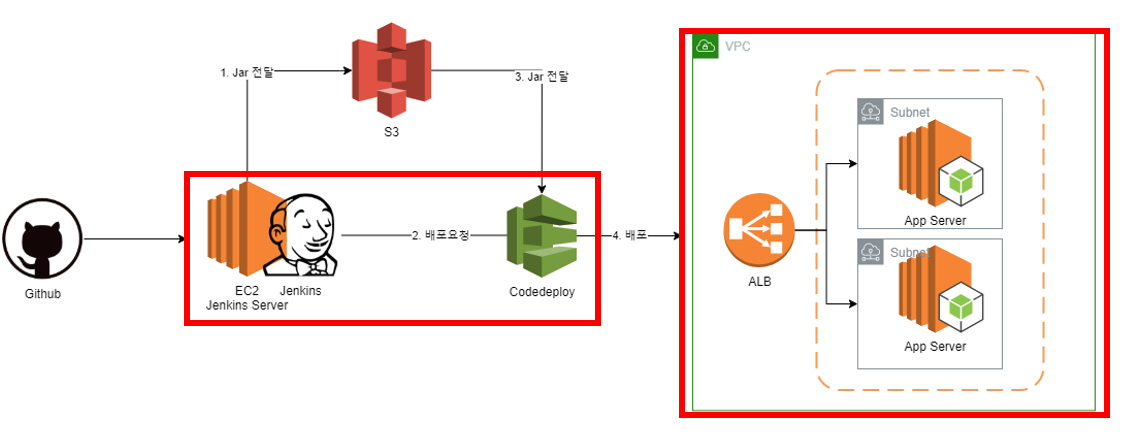 1. Jar 전달
3. Jar 전달
S3
VPC
Subnet
App Server
Github
EC2
Jenkins Server
Jenkins
2. 배포요청
Codedeploy
4. 배포
ALB
Subnet
App Server